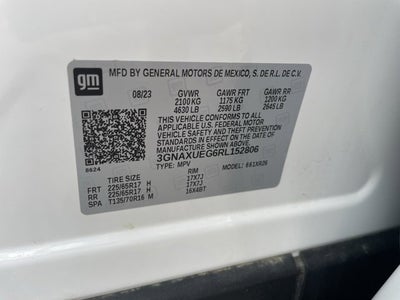 gm
MFD BY GENERAL MOTORS DE MEXICO, S. DE R.L. DE C.V.
08/23 GVWR GAWR FRT GAWR RR
2100 KG 1175 KG 1200 KG
4630 LB 2590 LB 2645 LB
THIS VEHICLE CONFORMS TO ALL
APPLICABLE U.S. FEDERAL MOTOR
VEHICLE SAFETY AND THEFT
PREVENTION STANDARDS IN EFFECT
ON THE DATE OF MANUFACTURE
SHOWN ABOVE.
3GNAXUEG6RL152806
8624 TYPE: MPV MODEL: 661XR26
TIRE SIZE RIM
FRT 225/65R17 H 17X7J
RR 225/65R17 H 17X7J
SPA T135/70R16 M 16X4BT